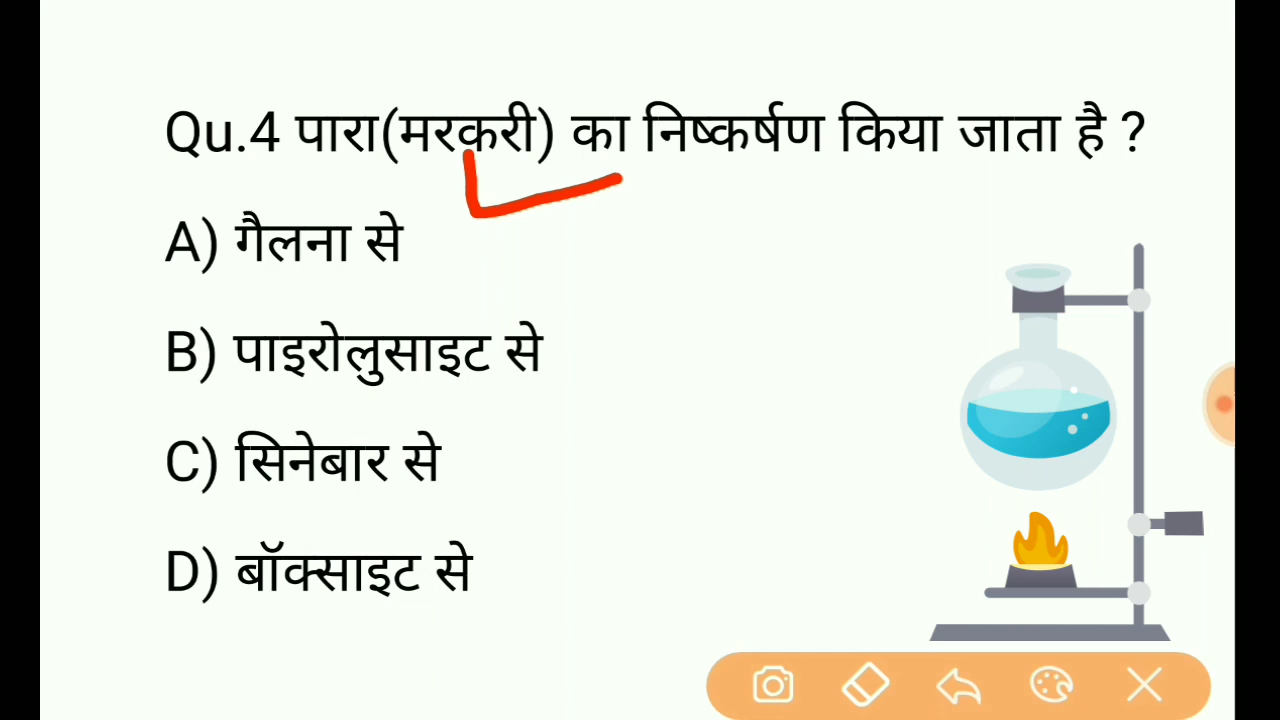 Qu.4 पारा(मरकरी) का निष्कर्षण किया जाता है ?
A) गैलना से
B) पाइरोलुसाइट से
C) सिनेबार से
D) बॉक्साइट से